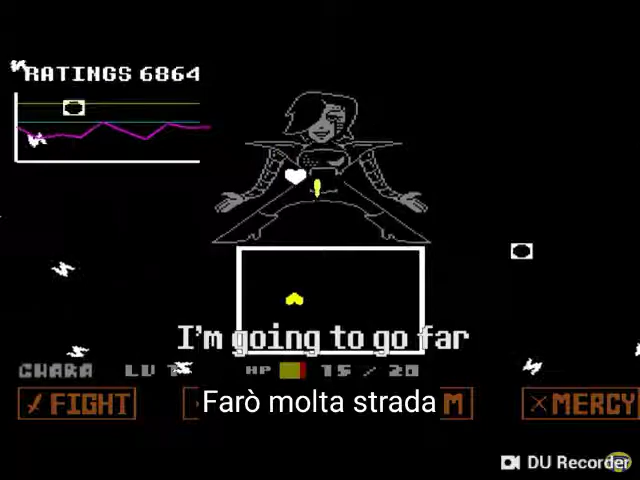 RATINGS 6864
I'm going to go far
CHARA LV HP 15 / 20
Farò molta strada
FIGHT M MERCY
DU Recorder